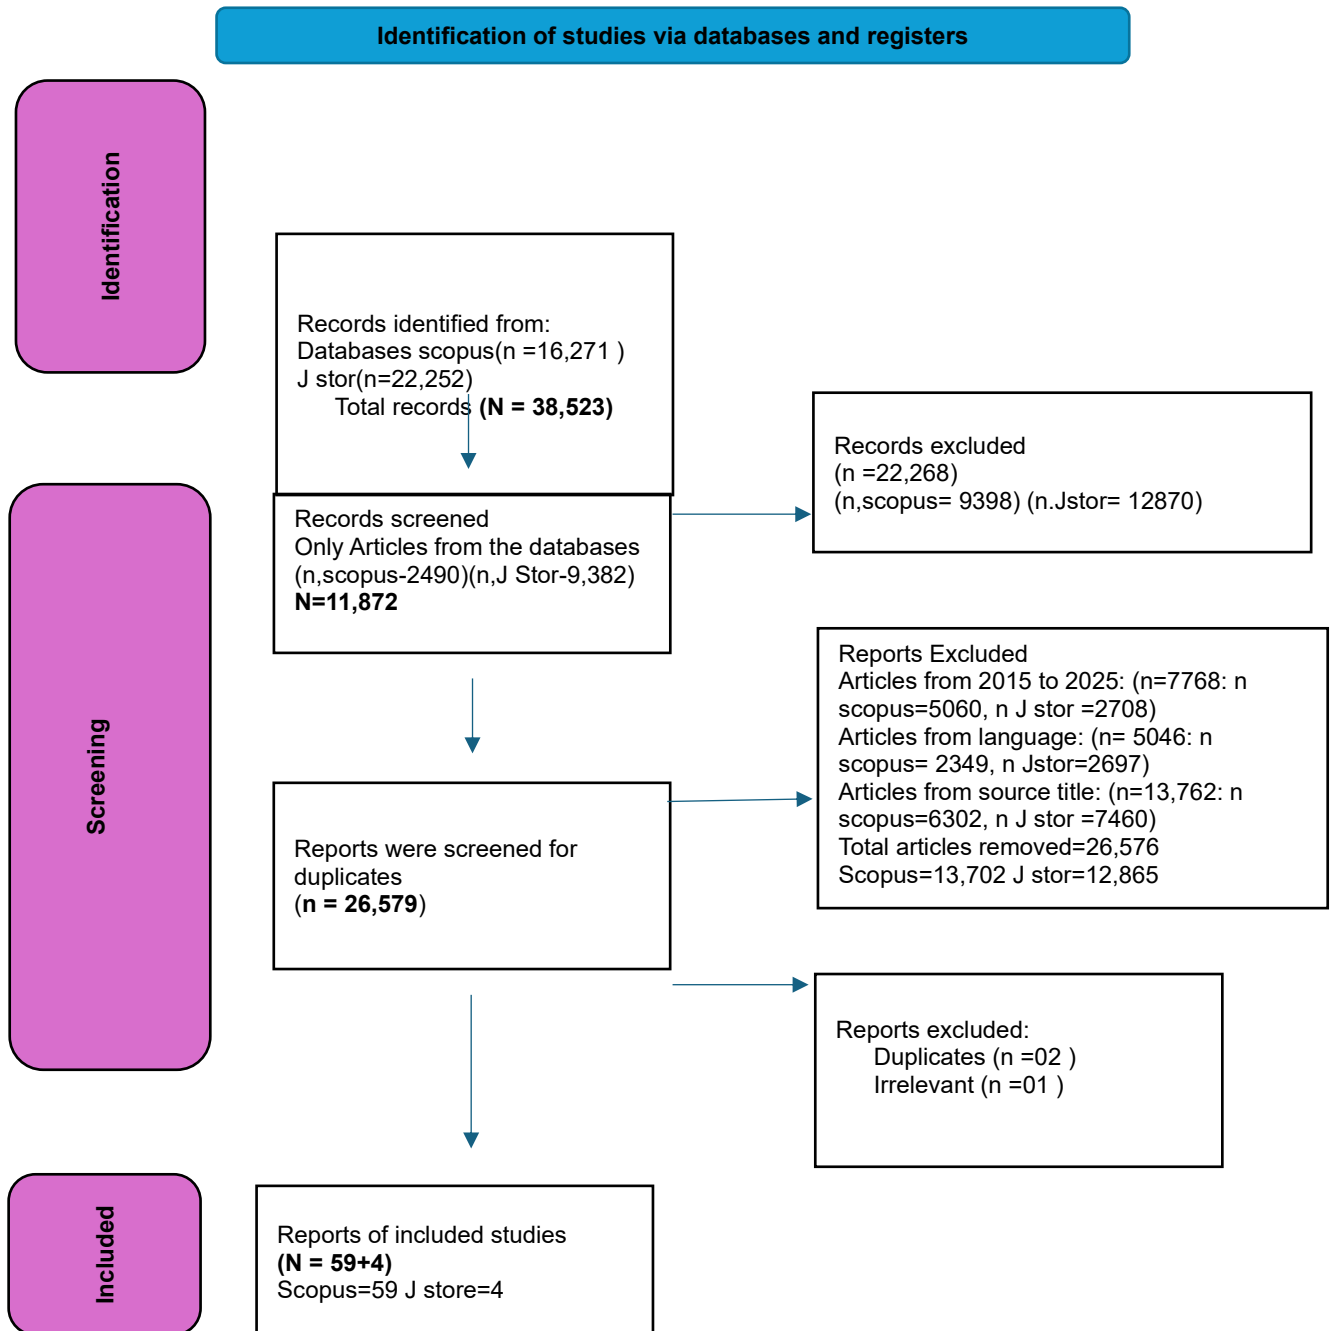 Identification of studies via databases and registers
Identification
Records identified from:
Databases scopus(n =16,271 )
J stor(n=22,252)
Total records (N = 38,523)
Records excluded
(n =22,268)
(n,scopus= 9398) (n.Jstor= 12870)
Screening
Records screened
Only Articles from the databases
(n,scopus-2490)(n,J Stor-9,382)
N=11,872
Reports Excluded
Articles from 2015 to 2025: (n=7768: n
scopus=5060, n J stor =2708)
Articles from language: (n= 5046: n
scopus= 2349, n Jstor=2697)
Articles from source title: (n=13,762: n
scopus=6302, n J stor =7460)
Total articles removed=26,576
Scopus=13,702 J stor=12,865
Reports were screened for
duplicates
(n = 26,579)
Reports excluded:
Duplicates (n =02 )
Irrelevant (n =01 )
Included
Reports of included studies
(N = 59+4)
Scopus=59 J store=4